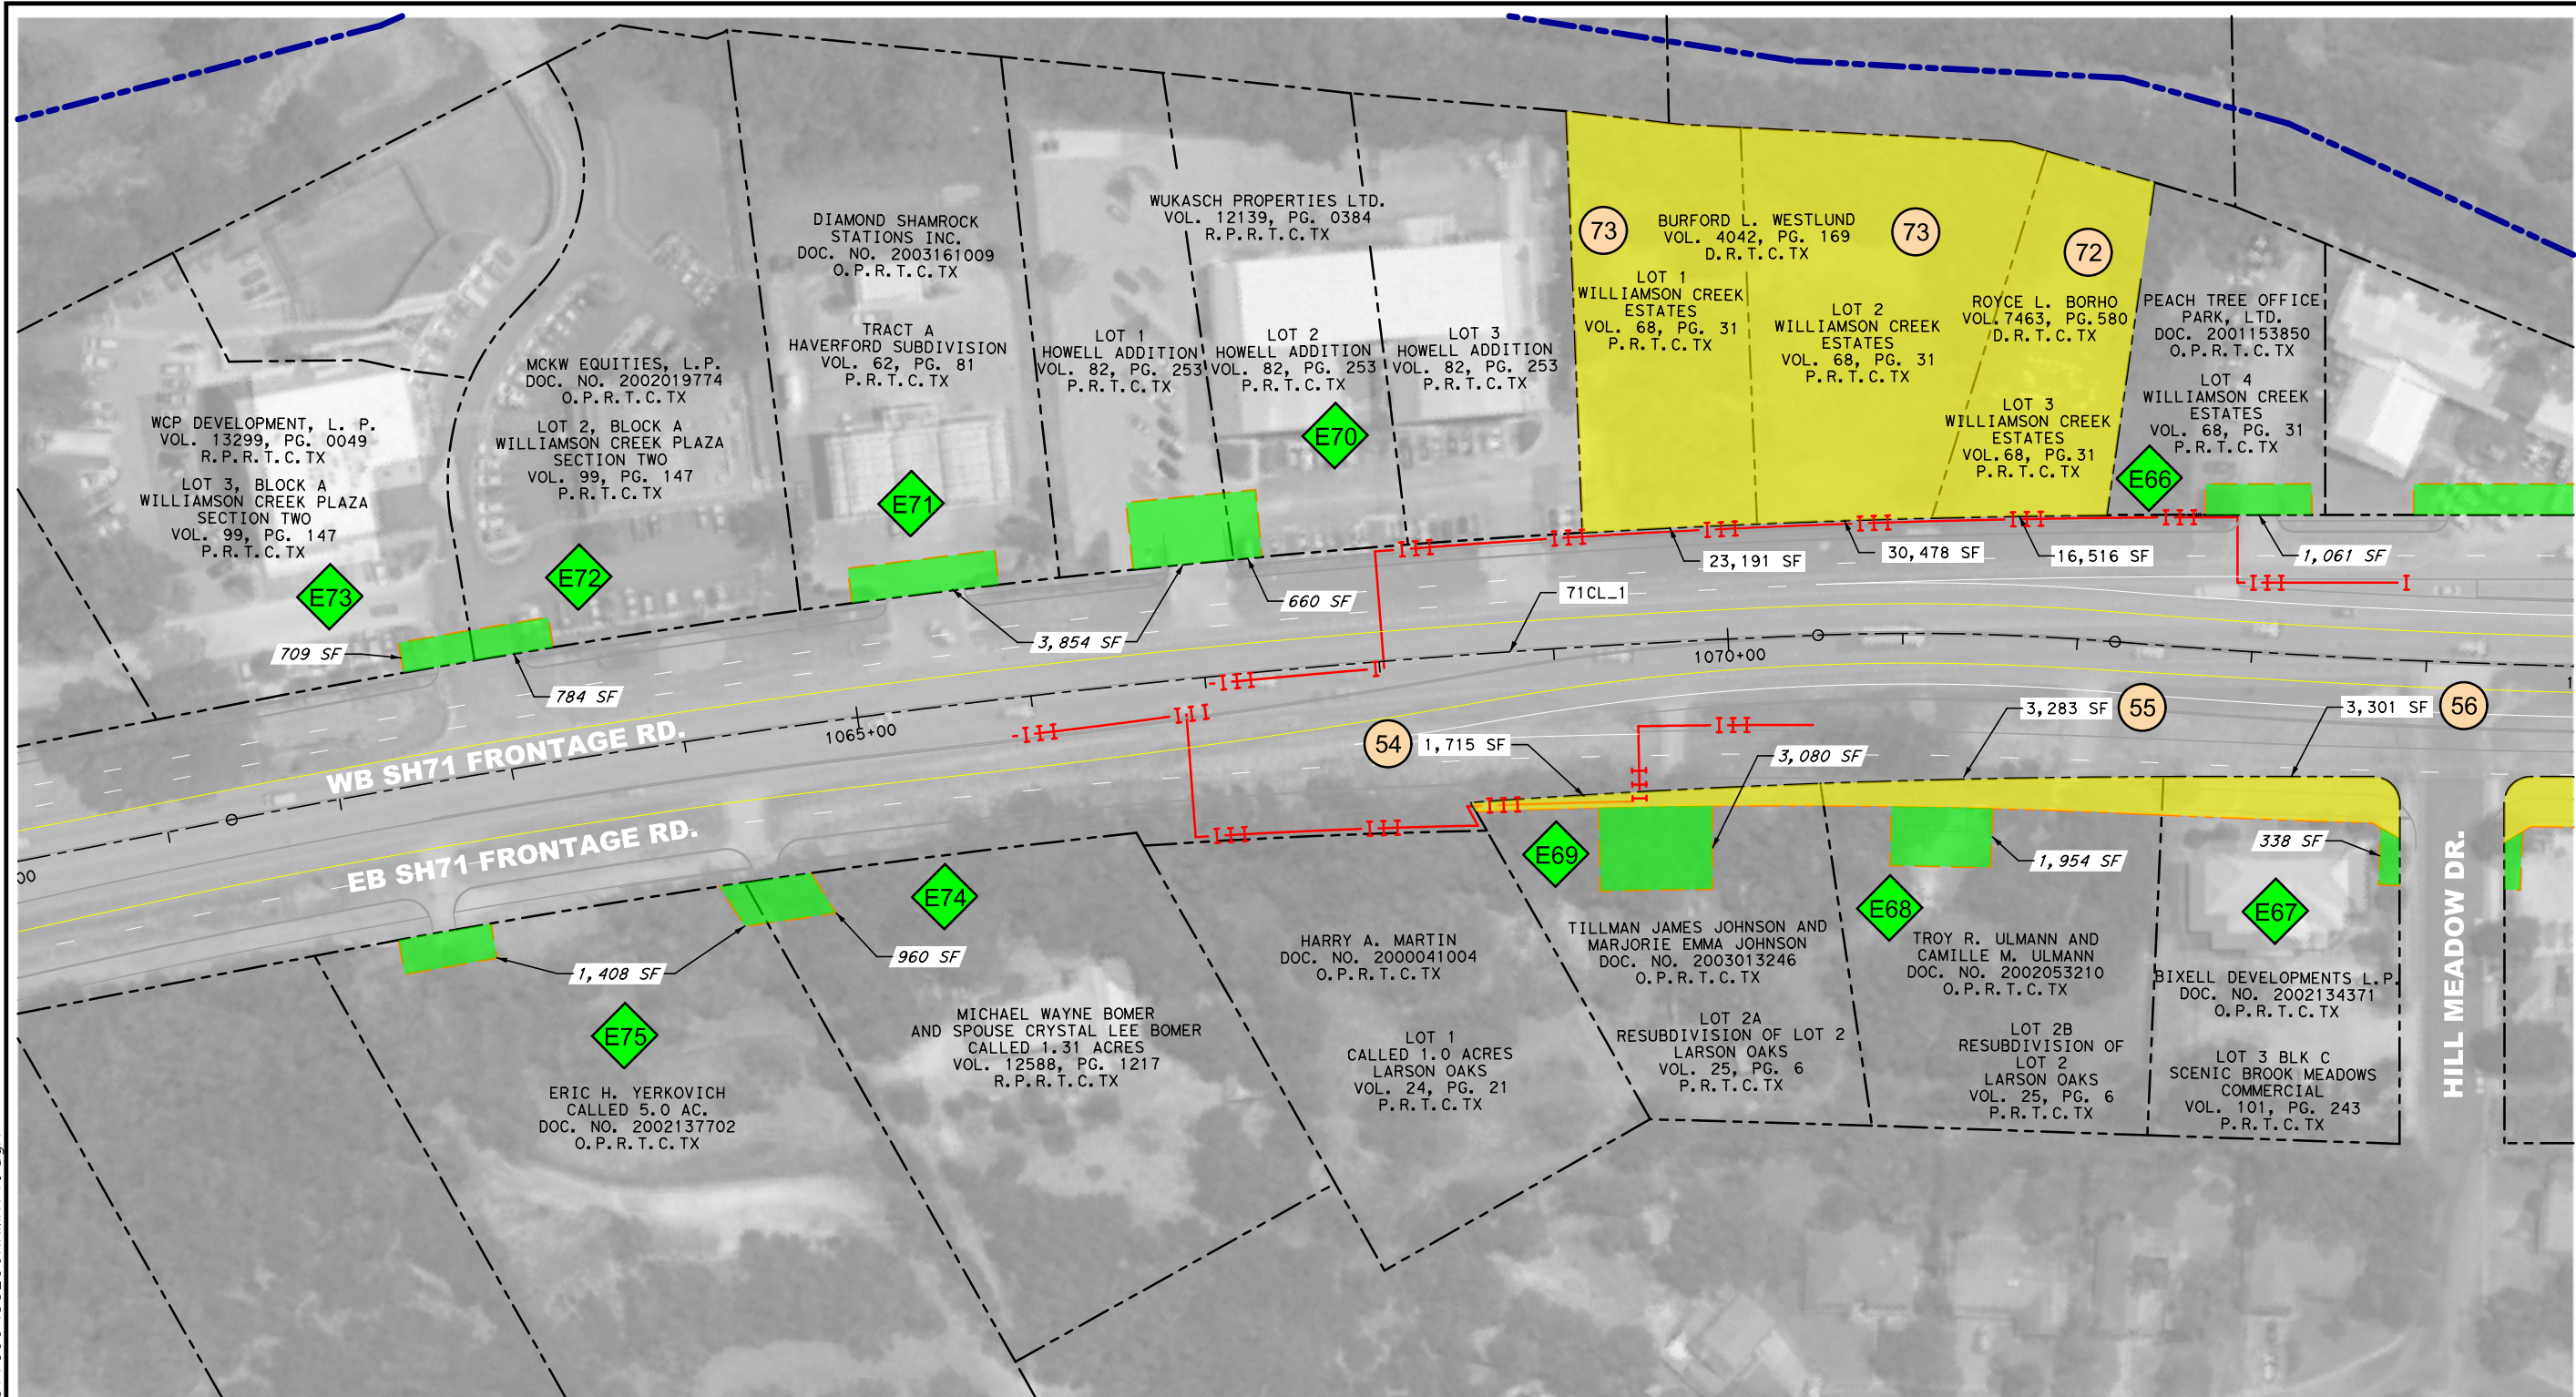 WCP DEVELOPMENT, L. P.
VOL. 13299, PG. 0049
R.P.R.T.C.TX
LOT 3, BLOCK A
WILLIAMSON CREEK PLAZA
SECTION TWO
VOL. 99, PG. 147
P.R.T.C.TX
E73
709 SF
MCKW EQUITIES, L.P.
DOC. NO. 2002019774
O.P.R.T.C.TX
LOT 2, BLOCK A
WILLIAMSON CREEK PLAZA
SECTION TWO
VOL. 99, PG. 147
P.R.T.C.TX
E72
784 SF
DIAMOND SHAMROCK
STATIONS INC.
DOC. NO. 2003161009
O.P.R.T.C.TX
TRACT A
HAVERFORD SUBDIVISION
VOL. 62, PG. 81
P.R.T.C.TX
E71
3,854 SF
WUKASCH PROPERTIES LTD.
VOL. 12139, PG. 0384
R.P.R.T.C.TX
LOT 1
HOWELL ADDITION
VOL. 82, PG. 253
P.R.T.C.TX
LOT 2
HOWELL ADDITION
VOL. 82, PG. 253
P.R.T.C.TX
LOT 3
HOWELL ADDITION
VOL. 82, PG. 253
P.R.T.C.TX
E70
660 SF
73
BURFORD L. WESTLUND
VOL. 4042, PG. 169
D.R.T.C.TX
73
LOT 1
WILLIAMSON CREEK
ESTATES
VOL. 68, PG. 31
P.R.T.C.TX
LOT 2
WILLIAMSON CREEK
ESTATES
VOL. 68, PG. 31
P.R.T.C.TX
72
ROYCE L. BORHO
VOL.7463, PG.580
D.R.T.C.TX
LOT 3
WILLIAMSON CREEK
ESTATES
VOL.68, PG.31
P.R.T.C.TX
PEACH TREE OFFICE
PARK, LTD.
DOC. 2001153850
O.P.R.T.C.TX
LOT 4
WILLIAMSON CREEK
ESTATES
VOL. 68, PG. 31
P.R.T.C.TX
E66
23,191 SF
30,478 SF
16,516 SF
1,061 SF
71CL_1
1070+00
1065+00
00
WB SH71 FRONTAGE RD.
EB SH71 FRONTAGE RD.
54
1,715 SF
3,080 SF
3,283 SF
55
3,301 SF
56
1,954 SF
338 SF
HILL MEADOW DR.
E69
E68
E67
E74
960 SF
1,408 SF
E75
ERIC H. YERKOVICH
CALLED 5.0 AC.
DOC. NO. 2002137702
O.P.R.T.C.TX
MICHAEL WAYNE BOMER
AND SPOUSE CRYSTAL LEE BOMER
CALLED 1.31 ACRES
VOL. 12588, PG. 1217
R.P.R.T.C.TX
HARRY A. MARTIN
DOC. NO. 2000041004
O.P.R.T.C.TX
LOT 1
CALLED 1.0 ACRES
LARSON OAKS
VOL. 24, PG. 21
P.R.T.C.TX
TILLMAN JAMES JOHNSON AND
MARJORIE EMMA JOHNSON
DOC. NO. 2003013246
O.P.R.T.C.TX
LOT 2A
RESUBDIVISION OF LOT 2
LARSON OAKS
VOL. 25, PG. 6
P.R.T.C.TX
TROY R. ULMANN AND
CAMILLE M. ULMANN
DOC. NO. 2002053210
O.P.R.T.C.TX
LOT 2B
RESUBDIVISION OF
LOT 2
LARSON OAKS
VOL. 25, PG. 6
P.R.T.C.TX
BIXELL DEVELOPMENTS L.P.
DOC. NO. 2002134371
O.P.R.T.C.TX
LOT 3 BLK C
SCENIC BROOK MEADOWS
COMMERCIAL
VOL. 101, PG. 243
P.R.T.C.TX